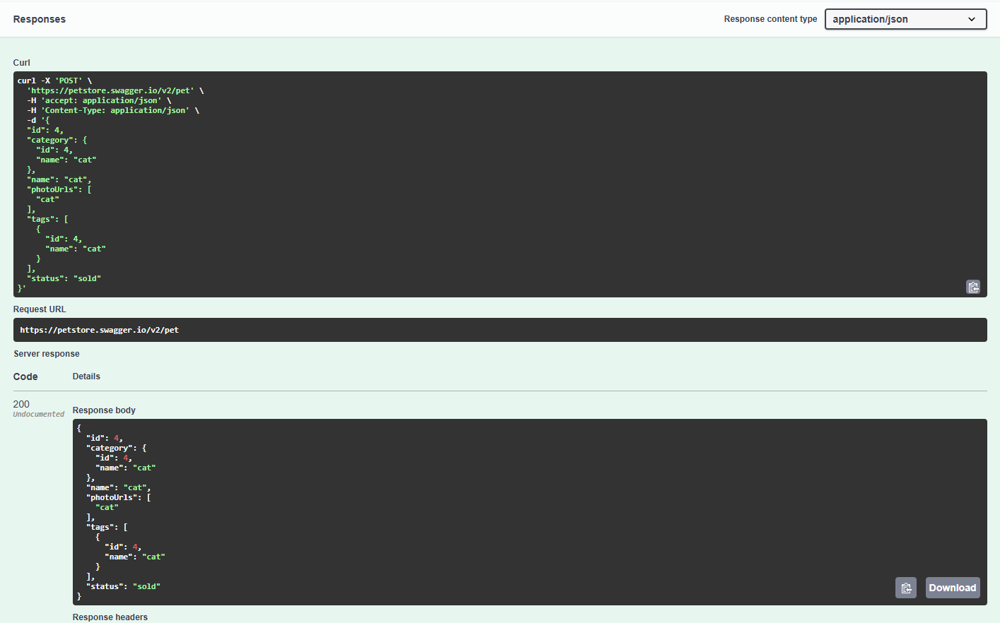 Responses
Response content type
application/json
Curl
curl -X 'POST' \
  'https://petstore.swagger.io/v2/pet' \
  -H 'accept: application/json' \
  -H 'Content-Type: application/json' \
  -d '{
  "id": 4,
  "category": {
    "id": 4,
    "name": "cat"
  },
  "name": "cat",
  "photoUrls": [
    "cat"
  ],
  "tags": [
    {
      "id": 4,
      "name": "cat"
    }
  ],
  "status": "sold"
}'
Request URL
https://petstore.swagger.io/v2/pet
Server response
Code
Details
200
Undocumented
Response body
{
  "id": 4,
  "category": {
    "id": 4,
    "name": "cat"
  },
  "name": "cat",
  "photoUrls": [
    "cat"
  ],
  "tags": [
    {
      "id": 4,
      "name": "cat"
    }
  ],
  "status": "sold"
}
Download
Response headers